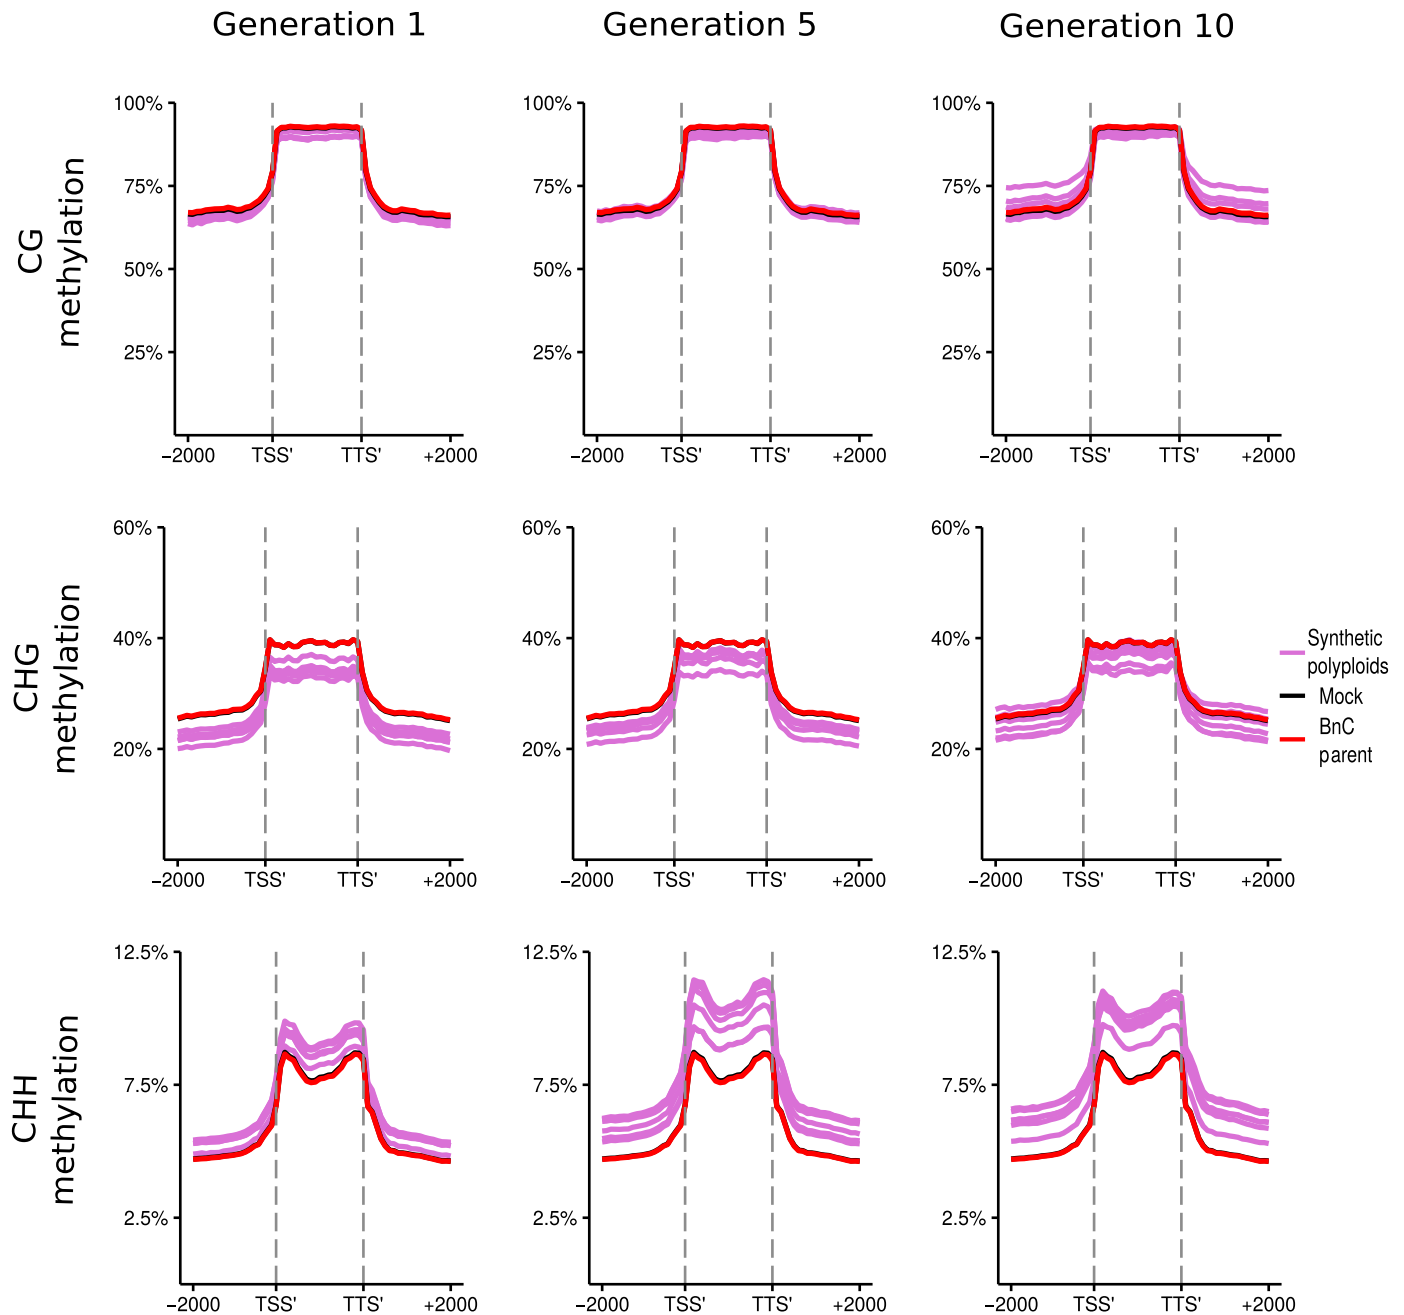 Generation 1
Generation 5
Generation 10
CG
methylation
100%
75%
50%
25%
−2000
TSS'
TTS'
+2000
100%
75%
50%
25%
−2000
TSS'
TTS'
+2000
100%
75%
50%
25%
−2000
TSS'
TTS'
+2000
CHG
methylation
60%
40%
20%
−2000
TSS'
TTS'
+2000
60%
40%
20%
−2000
TSS'
TTS'
+2000
60%
40%
20%
−2000
TSS'
TTS'
+2000
Synthetic
polyploids
Mock
BnC
parent
CHH
methylation
12.5%
7.5%
2.5%
−2000
TSS'
TTS'
+2000
12.5%
7.5%
2.5%
−2000
TSS'
TTS'
+2000
12.5%
7.5%
2.5%
−2000
TSS'
TTS'
+2000